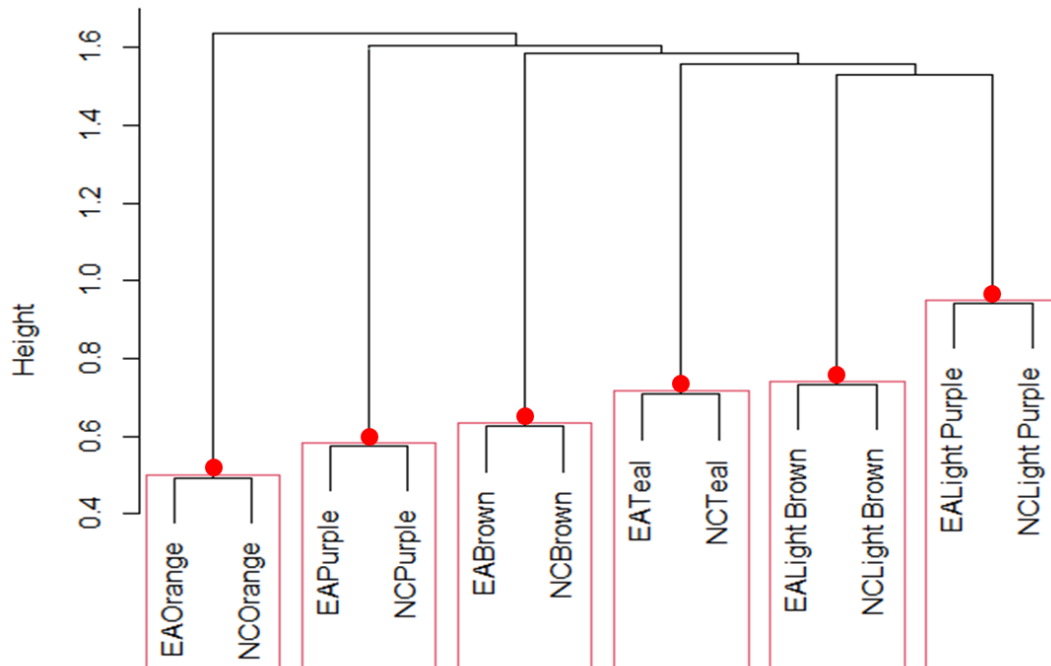 Height
1.6
1.4
1.2
1.0
0.8
0.6
0.4
EAOrange
NCOrange
EAPurple
NCPurple
EABrown
NCBrown
EATeal
NCTeal
EALight Brown
NCLight Brown
EALight Purple
NCLight Purple